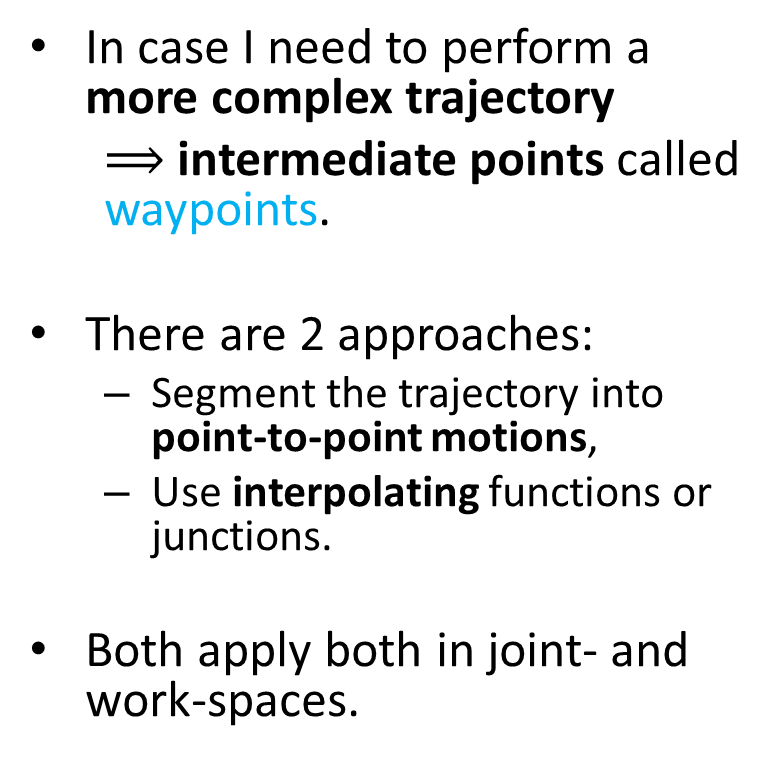 • In case I need to perform a
more complex trajectory
⟹ intermediate points called
waypoints.
• There are 2 approaches:
– Segment the trajectory into
point-to-point motions,
– Use interpolating functions or
junctions.
• Both apply both in joint- and
work-spaces.